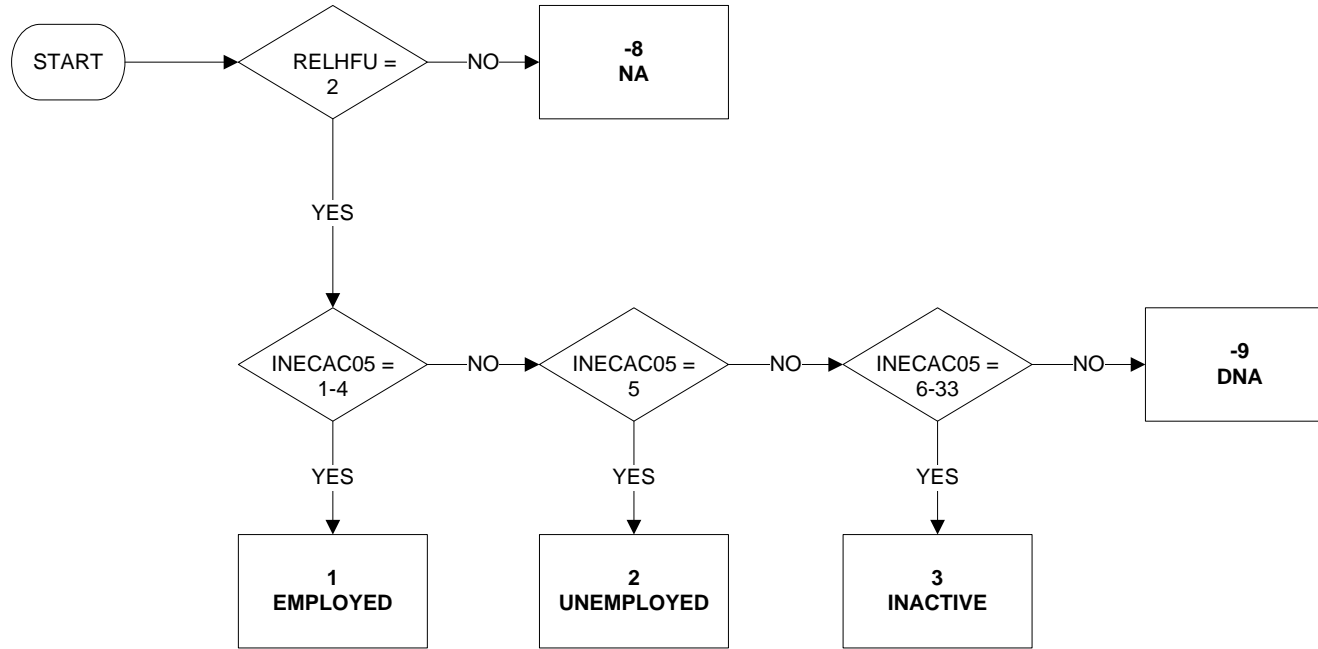 START
RELHFU =
2
NO
-8
NA
YES
INECAC05 =
1-4
NO
INECAC05 =
5
NO
INECAC05 =
6-33
NO
-9
DNA
YES
YES
YES
1
EMPLOYED
2
UNEMPLOYED
3
INACTIVE